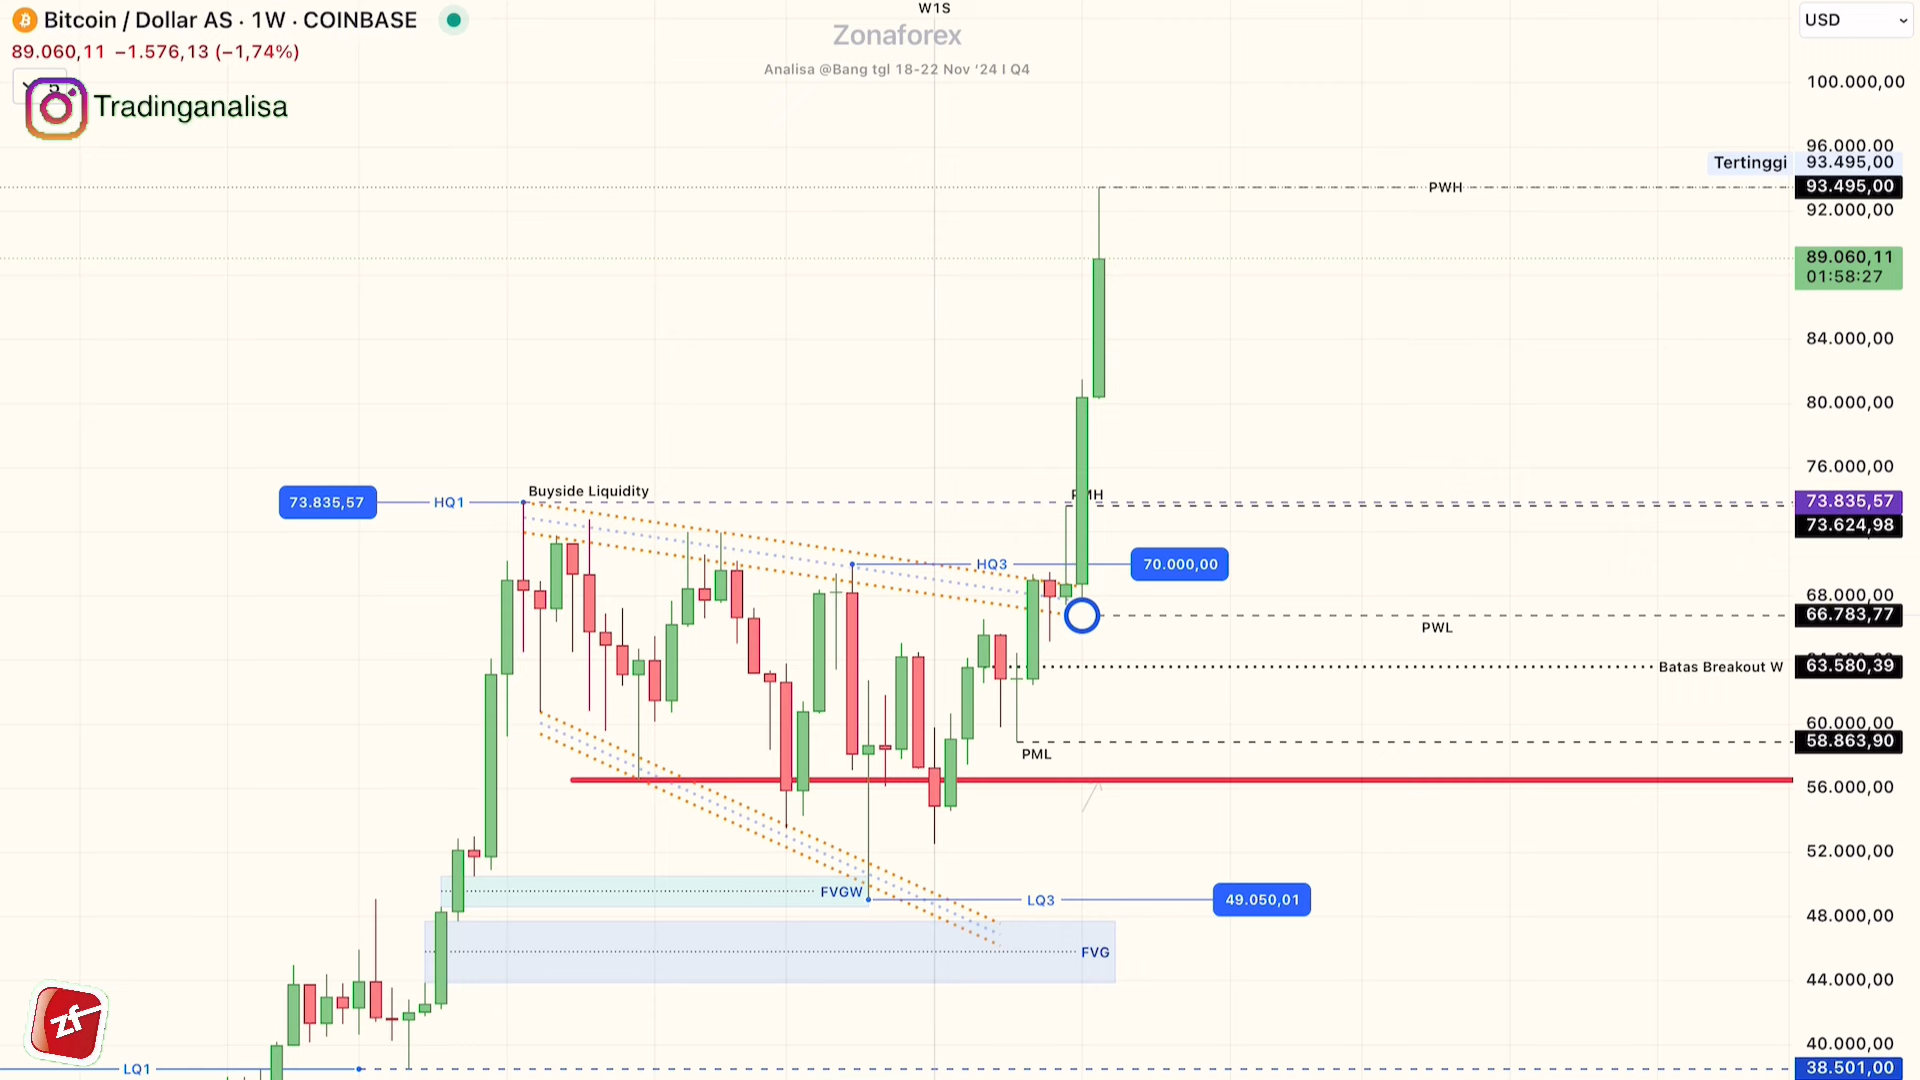 Bitcoin / Dollar AS · 1W · COINBASE
89.060,11 −1.576,13 (−1,74%)
5
Tradinganalisa
W1S
Zonaforex
Analisa @Bang tgl 18-22 Nov ‘24 I Q4
USD
100.000,00
96.000,00
Tertinggi 93.495,00
PWH 93.495,00
92.000,00
89.060,11
01:58:27
84.000,00
80.000,00
76.000,00
73.835,57 HQ1 Buyside Liquidity
73.835,57
73.624,98
HQ3 70.000,00
68.000,00
66.783,77
PWL
Batas Breakout W 63.580,39
60.000,00
58.863,90
PML
56.000,00
52.000,00
FVGW
LQ3 49.050,01
48.000,00
FVG
44.000,00
zf
40.000,00
LQ1 38.501,00